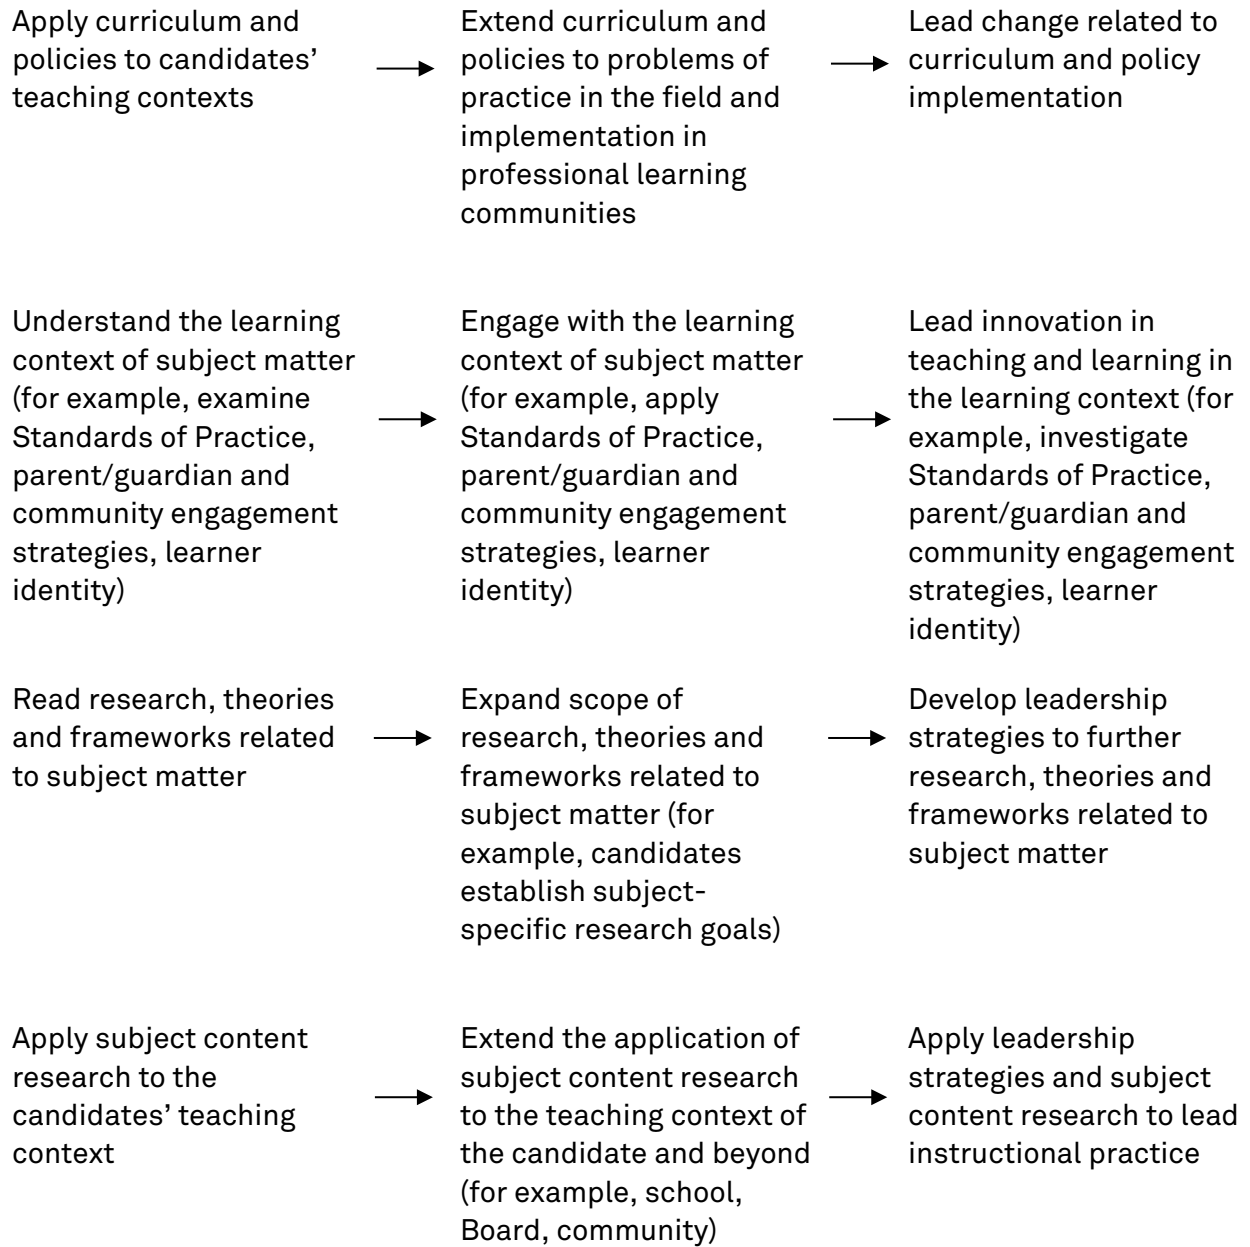 Apply curriculum and
policies to candidates’
teaching contexts
Extend curriculum and
policies to problems of
practice in the field and
implementation in
professional learning
communities
Lead change related to
curriculum and policy
implementation
Understand the learning
context of subject matter
(for example, examine
Standards of Practice,
parent/guardian and
community engagement
strategies, learner
identity)
Engage with the learning
context of subject matter
(for example, apply
Standards of Practice,
parent/guardian and
community engagement
strategies, learner
identity)
Lead innovation in
teaching and learning in
the learning context (for
example, investigate
Standards of Practice,
parent/guardian and
community engagement
strategies, learner
identity)
Read research, theories
and frameworks related
to subject matter
Expand scope of
research, theories and
frameworks related to
subject matter (for
example, candidates
establish subject-
specific research goals)
Develop leadership
strategies to further
research, theories and
frameworks related to
subject matter
Apply subject content
research to the
candidates’ teaching
context
Extend the application of
subject content research
to the teaching context of
the candidate and beyond
(for example, school,
Board, community)
Apply leadership
strategies and subject
content research to lead
instructional practice